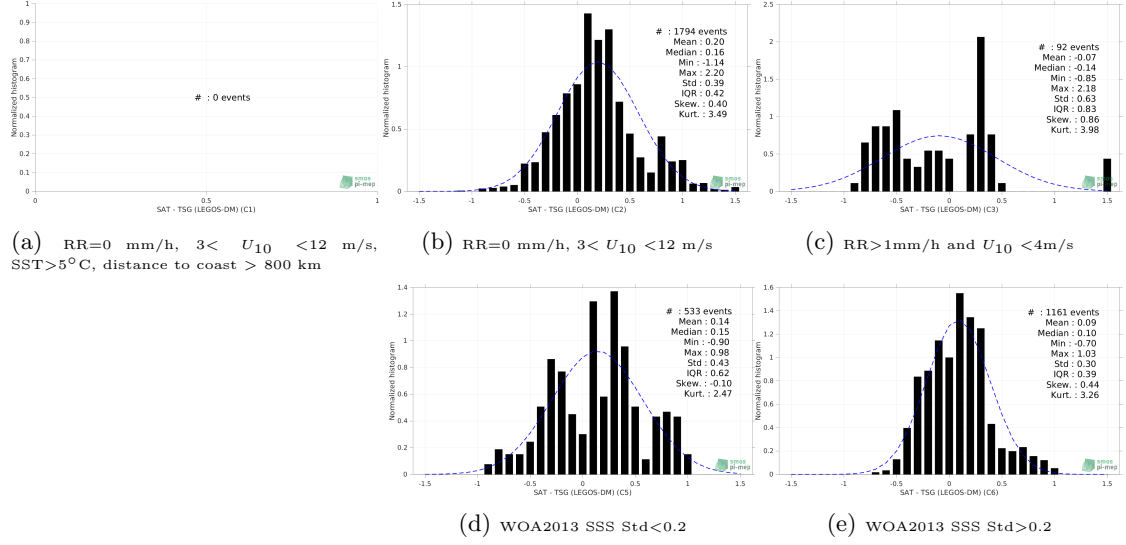 1
0.9
0.8
0.7
0.6
0.5
0.4
0.3
0.2
0.1
0
Normalized histogram
# : 0 events
0
0.5
1
SAT - TSG (LEGOS-DM) (C1)
smos
pi-mep
(a) RR=0 mm/h, 3< U10 <12 m/s,
SST>5°C, distance to coast > 800 km
1.5
1
0.5
0
Normalized histogram
# : 1794 events
Mean : 0.20
Median : 0.16
Min : -1.14
Max : 2.20
Std : 0.39
IQR : 0.42
Skew. : 0.40
Kurt. : 3.49
-1.5
-1
-0.5
0
0.5
1
1.5
SAT - TSG (LEGOS-DM) (C2)
smos
pi-mep
(b) RR=0 mm/h, 3< U10 <12 m/s
2.5
2
1.5
1
0.5
0
Normalized histogram
# : 92 events
Mean : -0.07
Median : -0.14
Min : -0.85
Max : 2.18
Std : 0.63
IQR : 0.83
Skew. : 0.86
Kurt. : 3.98
-1.5
-1
-0.5
0
0.5
1
1.5
SAT - TSG (LEGOS-DM) (C3)
smos
pi-mep
(c) RR>1mm/h and U10 <4m/s
1.4
1.2
1
0.8
0.6
0.4
0.2
0
Normalized histogram
# : 533 events
Mean : 0.14
Median : 0.15
Min : -0.90
Max : 0.98
Std : 0.43
IQR : 0.62
Skew. : -0.10
Kurt. : 2.47
-1.5
-1
-0.5
0
0.5
1
1.5
SAT - TSG (LEGOS-DM) (C5)
smos
pi-mep
(d) WOA2013 SSS Std<0.2
1.6
1.4
1.2
1
0.8
0.6
0.4
0.2
0
Normalized histogram
# : 1161 events
Mean : 0.09
Median : 0.10
Min : -0.70
Max : 1.03
Std : 0.30
IQR : 0.39
Skew. : 0.44
Kurt. : 3.26
-1.5
-1
-0.5
0
0.5
1
1.5
SAT - TSG (LEGOS-DM) (C6)
smos
pi-mep
(e) WOA2013 SSS Std>0.2